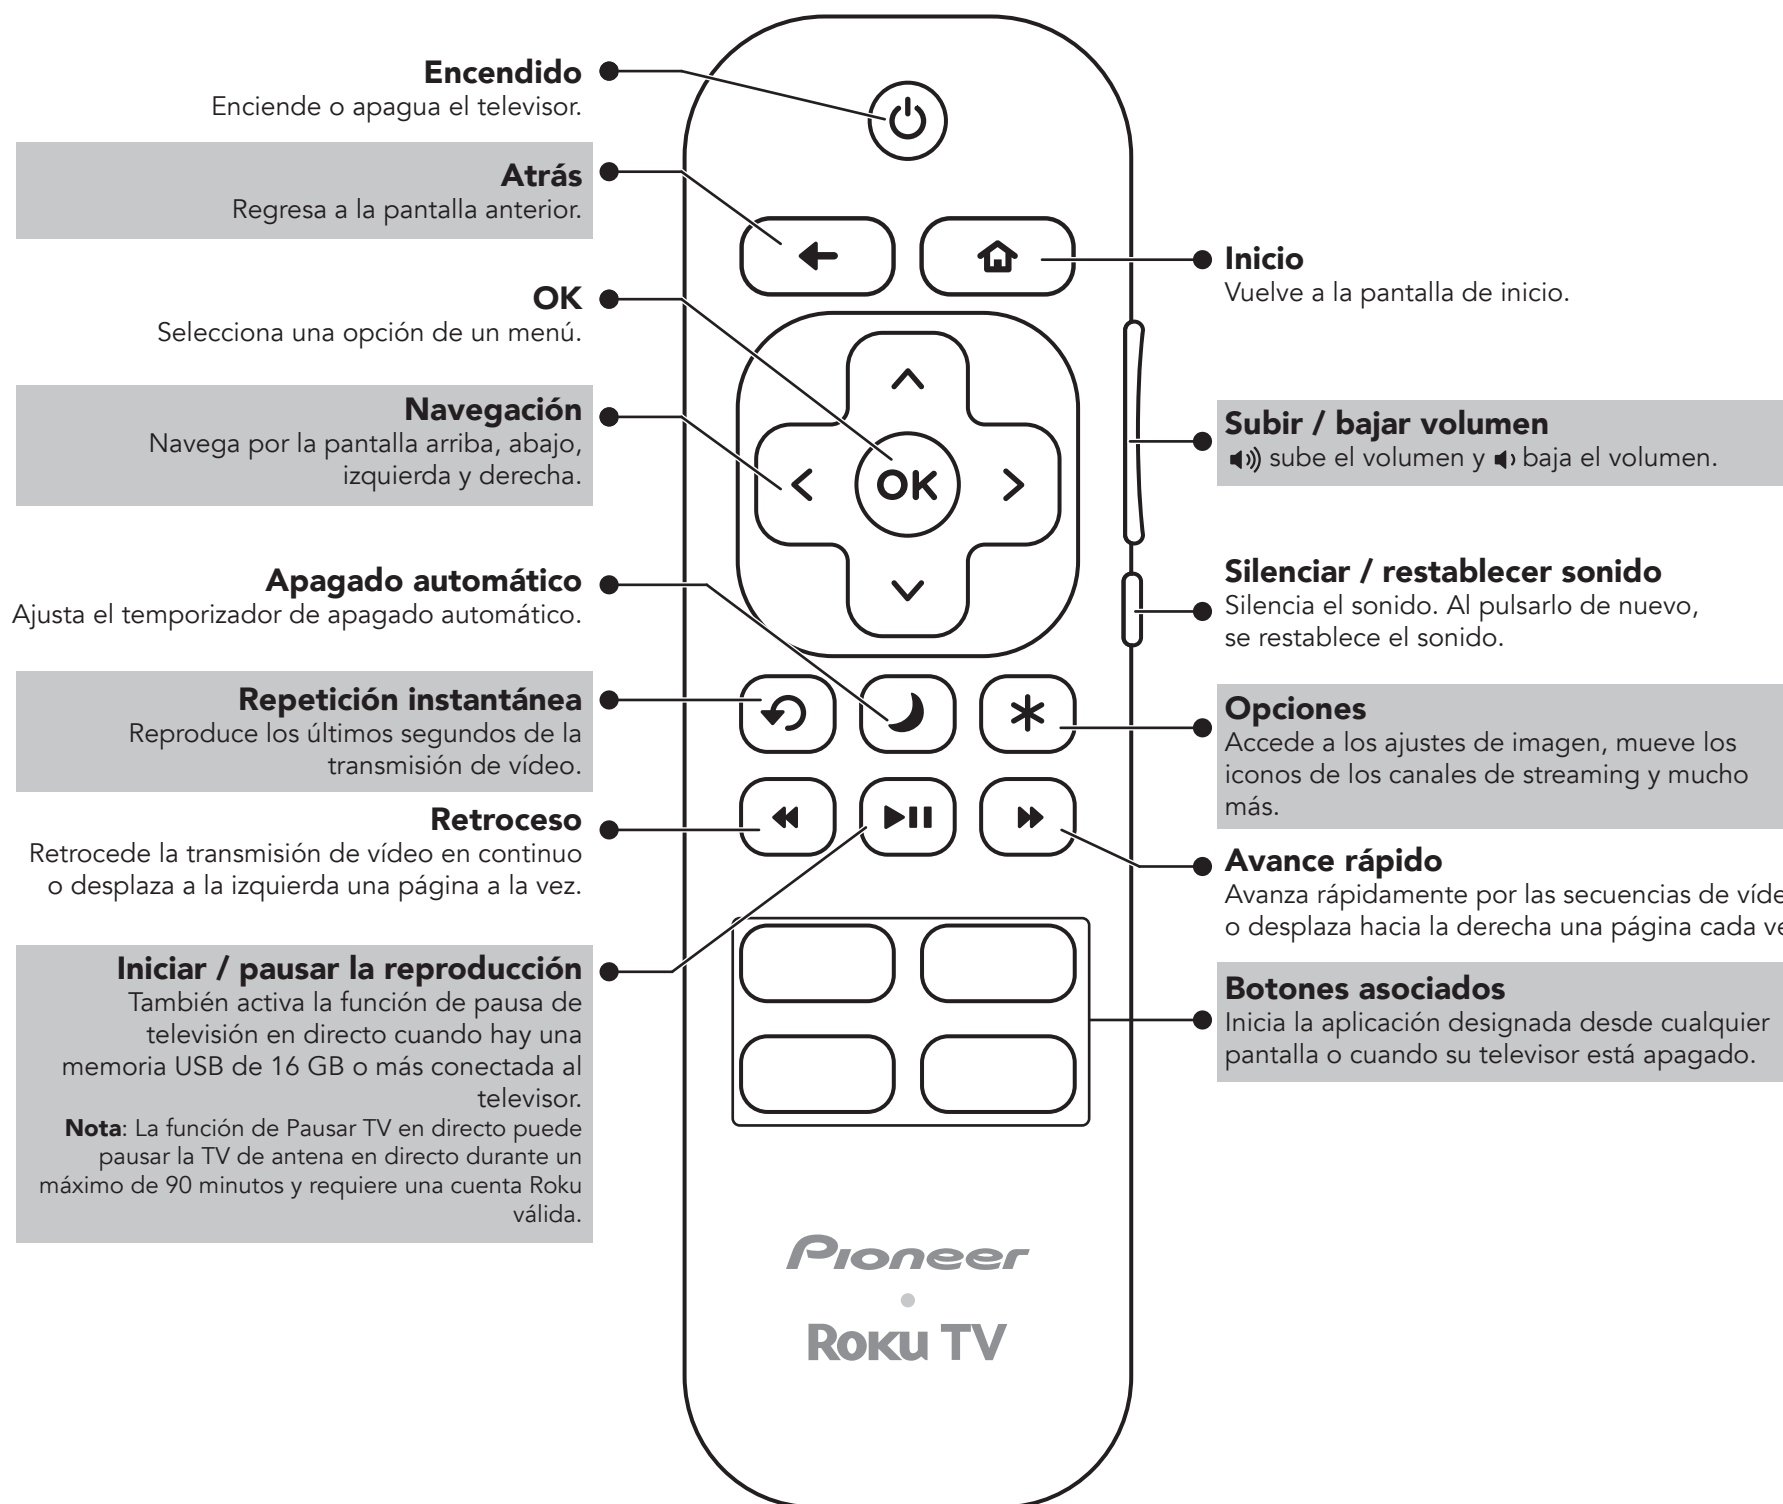 Encendido
Enciende o apagua el televisor.
Atrás
Regresa a la pantalla anterior.
OK
Selecciona una opción de un menú.
Navegación
Navega por la pantalla arriba, abajo,
izquierda y derecha.
Apagado automático
Ajusta el temporizador de apagado automático.
Repetición instantánea
Reproduce los últimos segundos de la
transmisión de vídeo.
Retroceso
Retrocede la transmisión de vídeo en continuo
o desplaza a la izquierda una página a la vez.
Iniciar / pausar la reproducción
También activa la función de pausa de
televisión en directo cuando hay una
memoria USB de 16 GB o más conectada al
televisor.
Nota: La función de Pausar TV en directo puede
pausar la TV de antena en directo durante un
máximo de 90 minutos y requiere una cuenta Roku
válida.
OK
Pioneer
Roku TV
Inicio
Vuelve a la pantalla de inicio.
Subir / bajar volumen
sube el volumen y baja el volumen.
Silenciar / restablecer sonido
Silencia el sonido. Al pulsarlo de nuevo,
se restablece el sonido.
Opciones
Accede a los ajustes de imagen, mueve los
iconos de los canales de streaming y mucho
más.
Avance rápido
Avanza rápidamente por las secuencias de
o desplaza hacia la derecha una página cada
Botones asociados
Inicia la aplicación designada desde cualquier
pantalla o cuando su televisor está apagado.